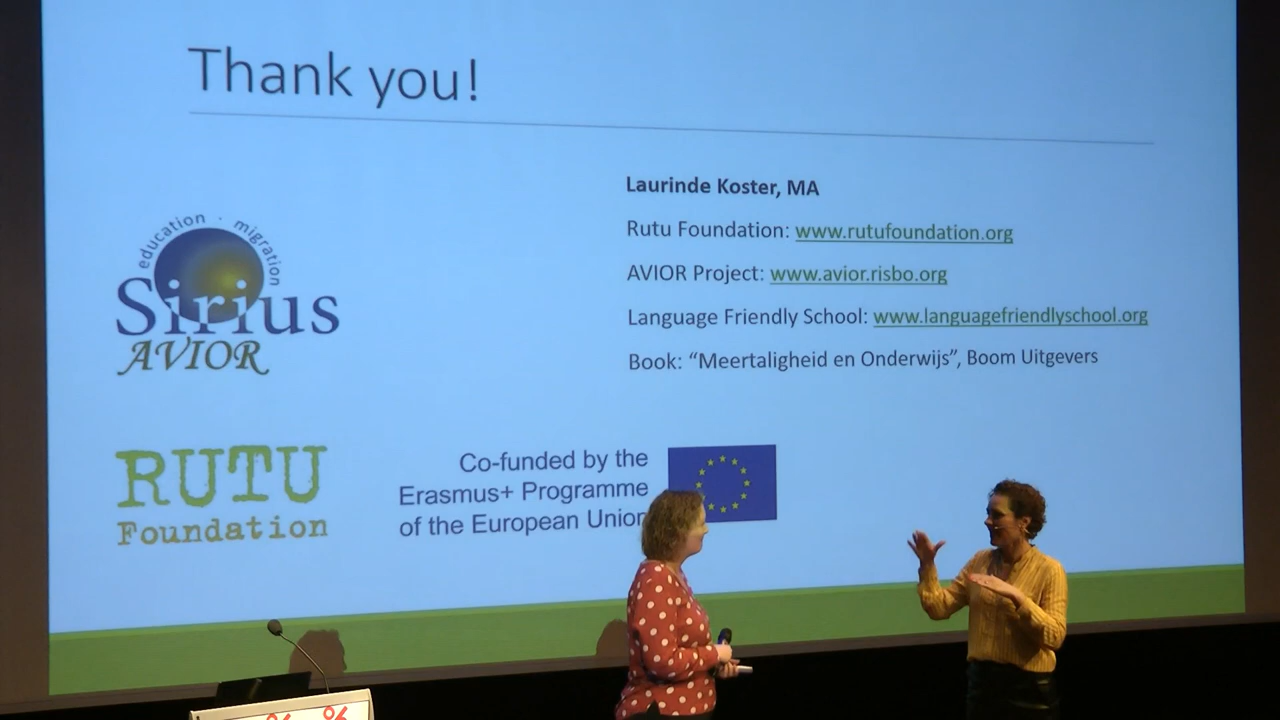 Thank you!
Laurinde Koster, MA
Rutu Foundation: www.rutufoundation.org
AVIOR Project: www.avior.risbo.org
Language Friendly School: www.languagefriendlyschool.org
Book: “Meertaligheid en Onderwijs”, Boom Uitgevers
education · migration
Sirius
AVIOR
RUTU
Foundation
Co-funded by the
Erasmus+ Programme
of the European Union